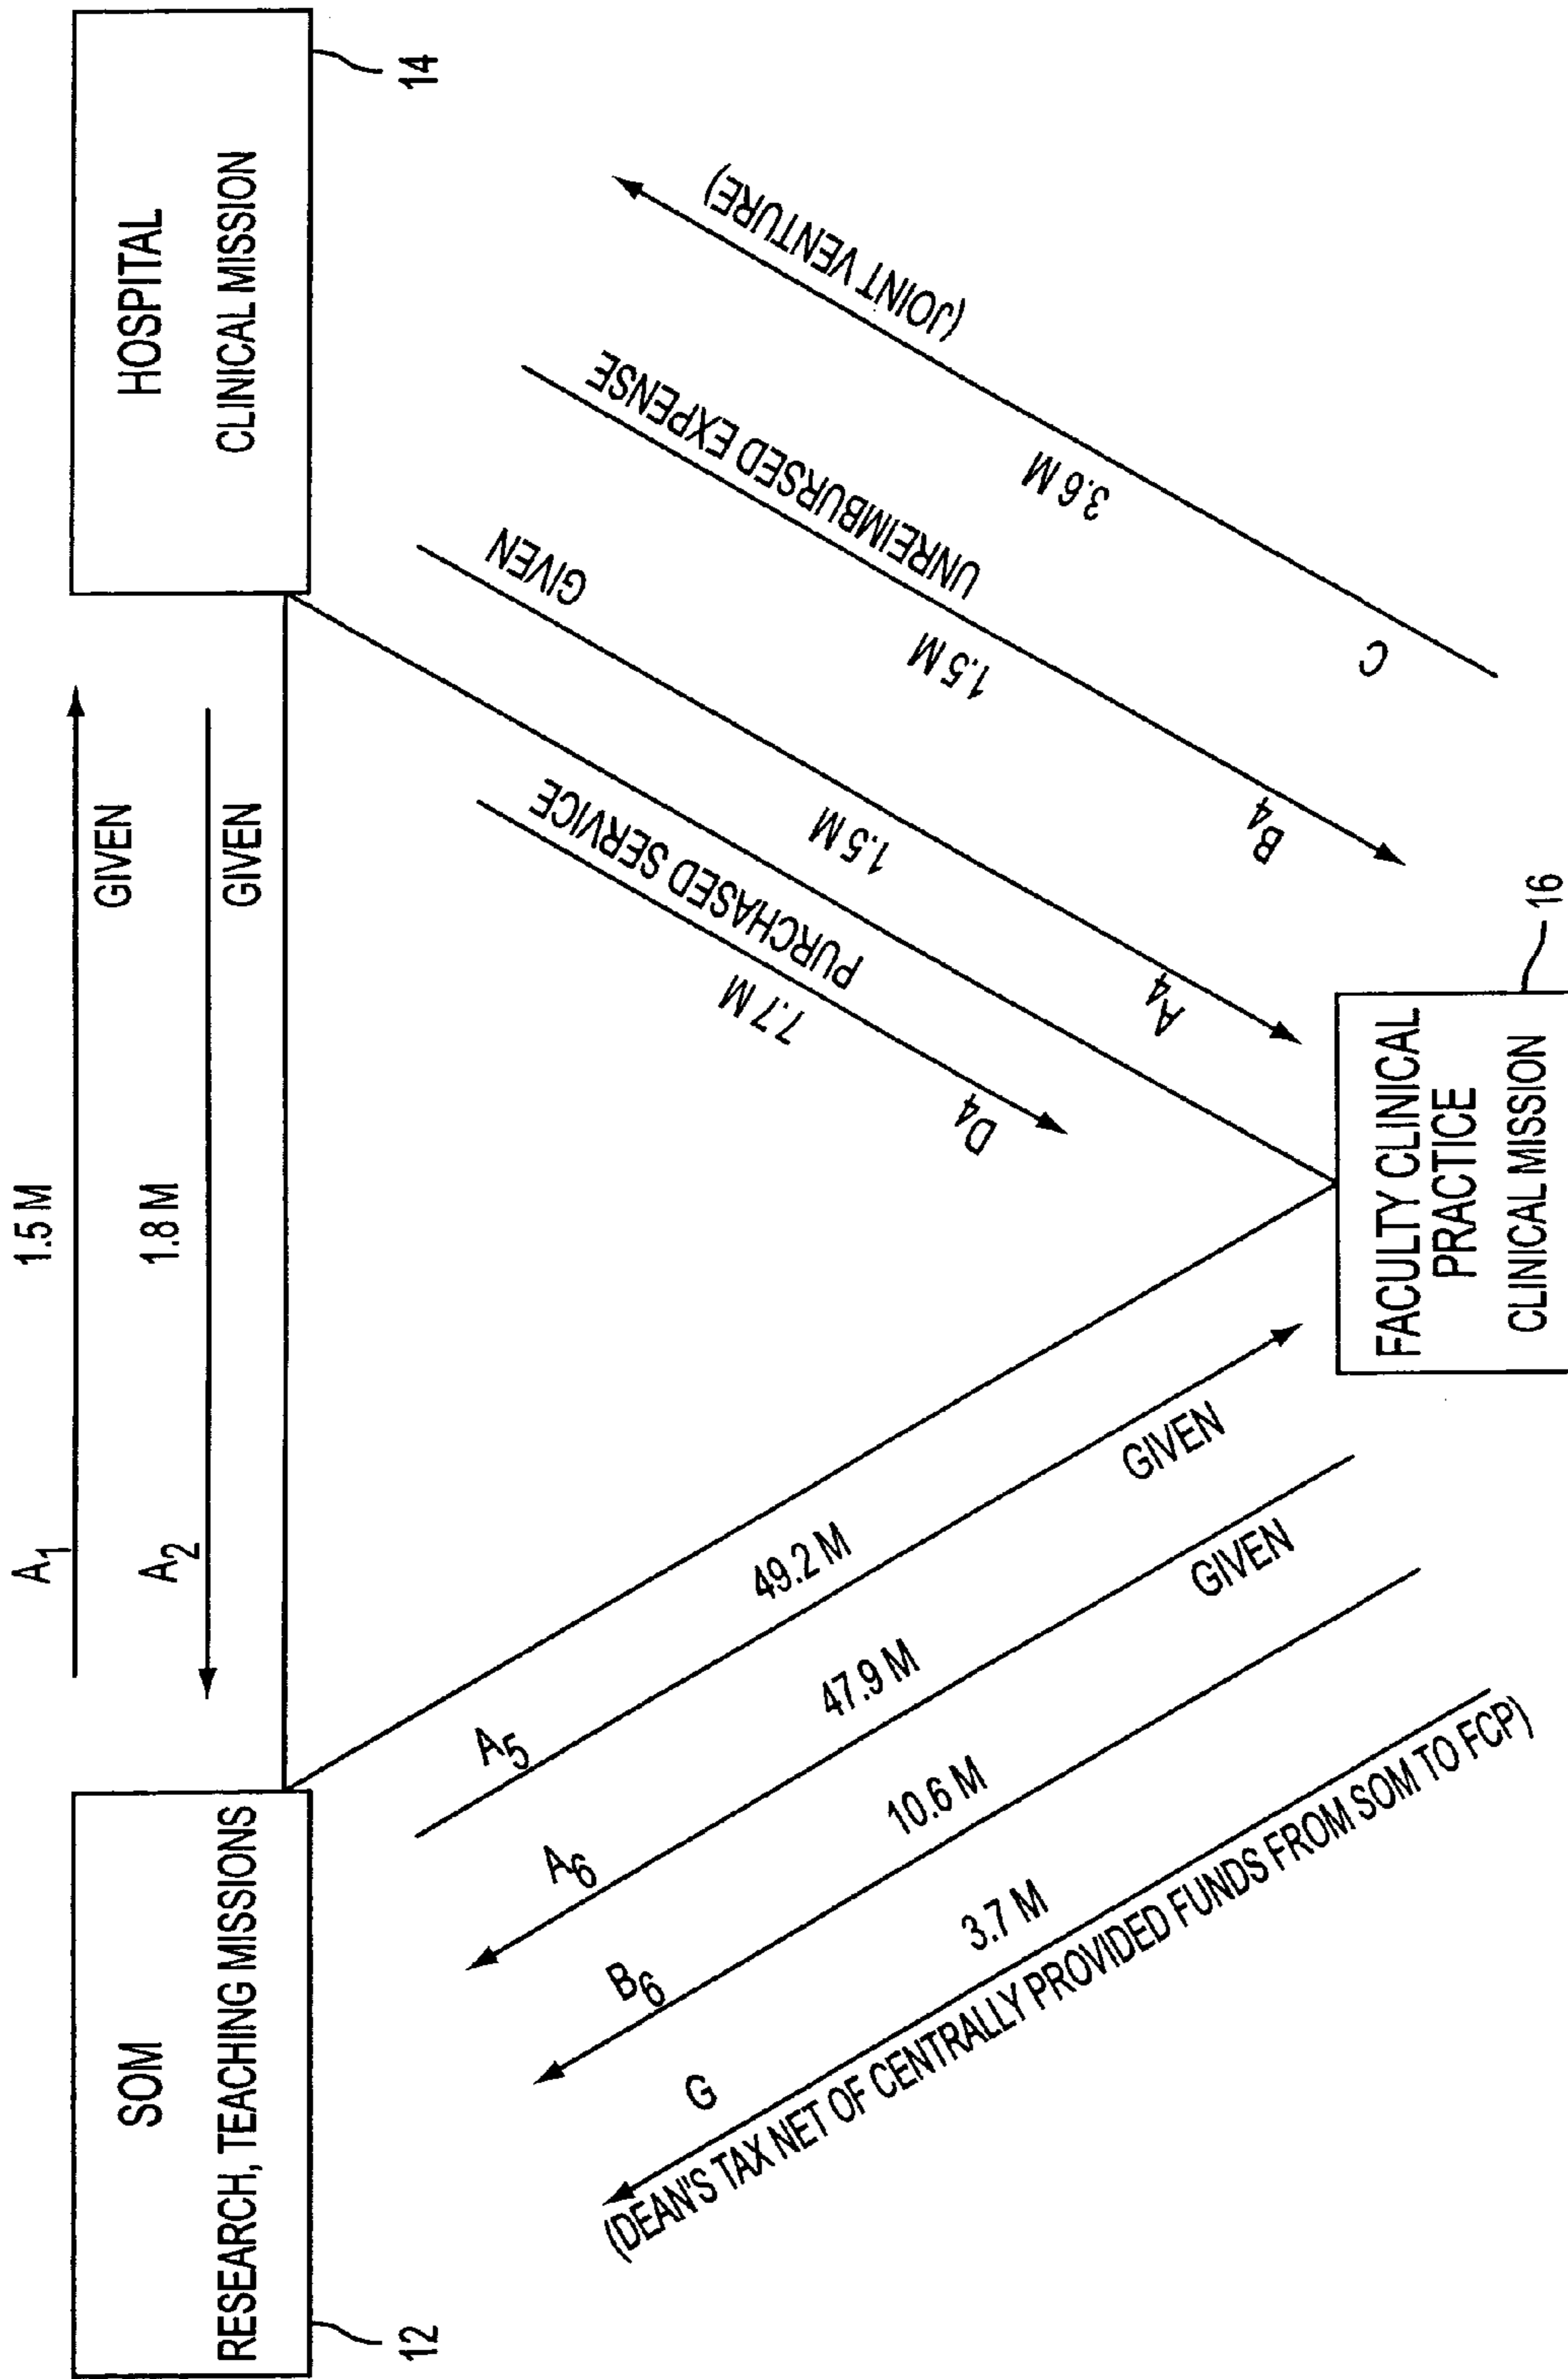 SOM
RESEARCH, TEACHING MISSIONS
12
A1
1.5 M
GIVEN
A2
1.8 M
GIVEN
HOSPITAL
CLINICAL MISSION
14
A5
49.2 M
GIVEN
A6
47.9 M
GIVEN
B6
10.6 M
G
3.7 M
(DEAN'S TAX NET OF CENTRALLY PROVIDED FUNDS FROM SOM TO FCP)
D4
7.7 M
PURCHASED SERVICE
A4
1.5 M
GIVEN
B4
1.5 M
UNREIMBURSED EXPENSE
C
3.6 M
(JOINT VENTURE)
FACULTY CLINICAL
PRACTICE
CLINICAL MISSION
16